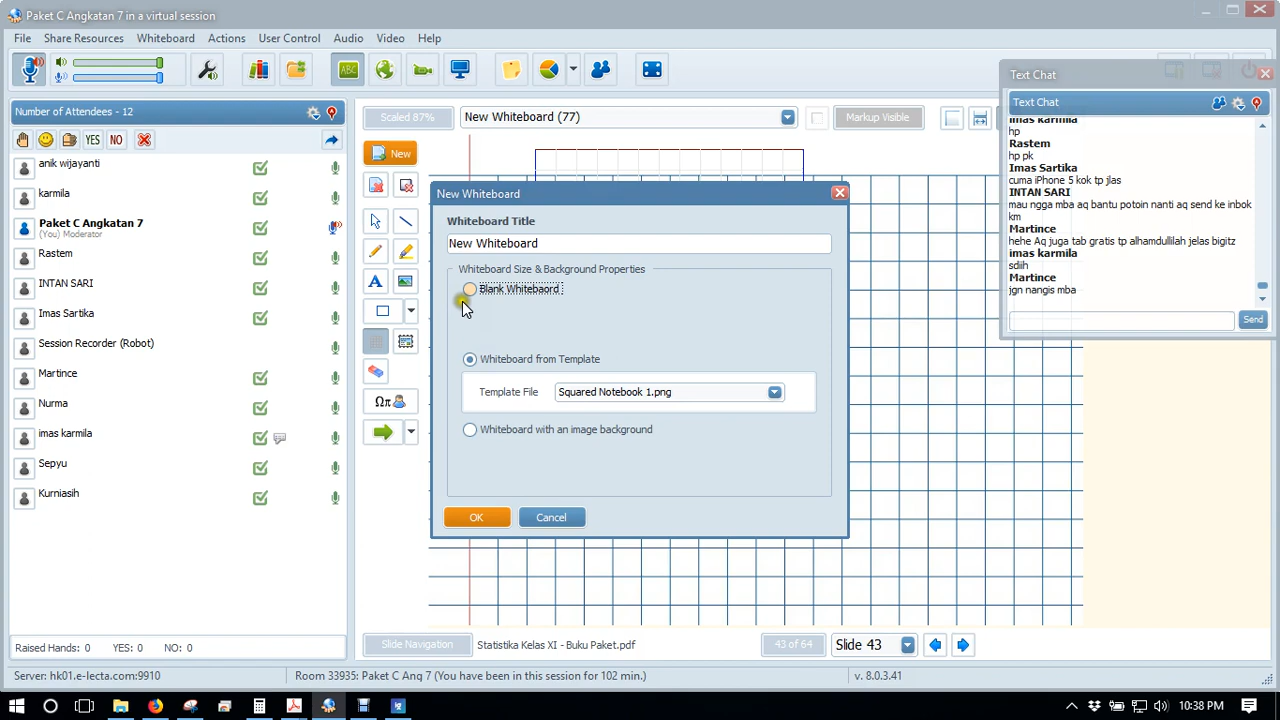 Paket C Angkatan 7 in a virtual session
File Share Resources Whiteboard Actions User Control Audio Video Help
ABC
Number of Attendees - 12
YES NO
anik wijayanti
karmila
Paket C Angkatan 7
(You) Moderator
Rastem
INTAN SARI
Imas Sartika
Session Recorder (Robot)
Martince
Nurma
imas karmila
Sepyu
Kurniasih
Raised Hands: 0 YES: 0 NO: 0
Scaled 87% New Whiteboard (77) Markup Visible
New
A
Ωπ
New Whiteboard
Whiteboard Title
New Whiteboard
Whiteboard Size & Background Properties
Blank Whitebaord
Whiteboard from Template
Template File Squared Notebook 1.png
Whiteboard with an image background
OK Cancel
Slide Navigation Statistika Kelas XI - Buku Paket.pdf 43 of 64 Slide 43
Text Chat
Text Chat
imas karmila
hp
Rastem
hp pk
Imas Sartika
cuma iPhone 5 kok tp jlas
INTAN SARI
mau ngga mba aq bantu potoin nanti aq send ke inbok
km
Martince
hehe Aq juga tab gratis tp alhamdullilah jelas bigitz
imas karmila
sdiih
Martince
jgn nangis mba
Send
Server: hk01.e-lecta.com:9910 Room 33935: Paket C Ang 7 (You have been in this session for 102 min.) v. 8.0.3.41
10:38 PM